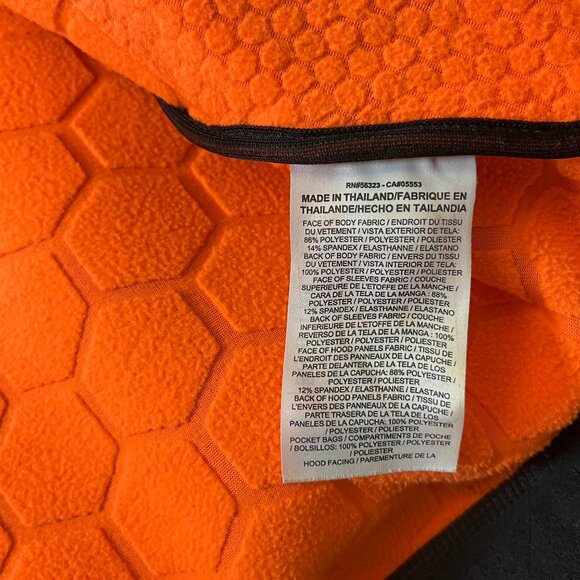 RN#56323 - CA#05553
MADE IN THAILAND/FABRIQUE EN
THAILANDE/HECHO EN TAILANDIA
FACE OF BODY FABRIC / ENDROIT DU TISSU
DU VETEMENT / VISTA EXTERIOR DE TELA:
86% POLYESTER / POLYESTER / POLYESTER
14% SPANDEX / ELASTHANNE / ELASTANO
BACK OF BODY FABRIC / ENVERS DU TISSU
DU VETEMENT / VISTA INTERIOR DE TELA:
100% POLYESTER / POLYESTER / POLYESTER
FACE OF SLEEVES FABRIC / COUCHE
SUPERIEURE DE L'ETOFFE DE LA MANCHE /
CARA DE LA TELA DE LA MANGA : 88%
POLYESTER / POLYESTER / POLYESTER
12% SPANDEX / ELASTHANNE / ELASTANO
BACK OF SLEEVES FABRIC / COUCHE
INFERIEURE DE L'ETOFFE DE LA MANCHE /
REVERSO DE LA TELA DE LA MANGA : 100%
POLYESTER / POLYESTER / POLYESTER
FACE OF HOOD PANELS FABRIC / TISSU DE
L'ENDROIT DES PANNEAUX DE LA CAPUCHE /
PARTE DELANTERA DE LA TELA DE LOS
PANELES DE LA CAPUCHA: 88% POLYESTER
/ POLYESTER / POLYESTER
12% SPANDEX / ELASTHANNE / ELASTANO
BACK OF HOOD PANELS FABRIC / TISSU DE
L'ENVERS DES PANNEAUX DE LA CAPUCHE /
PARTE TRASERA DE LA TELA DE LOS
PANELES DE LA CAPUCHA: 100% POLYESTER
/ POLYESTER / POLYESTER
POCKET BAGS / COMPARTIMENTS DE POCHE
/ BOLSILLOS: 100% POLYESTER / POLYESTER
/ POLYESTER
HOOD FACING / PAREMENTURE DE LA